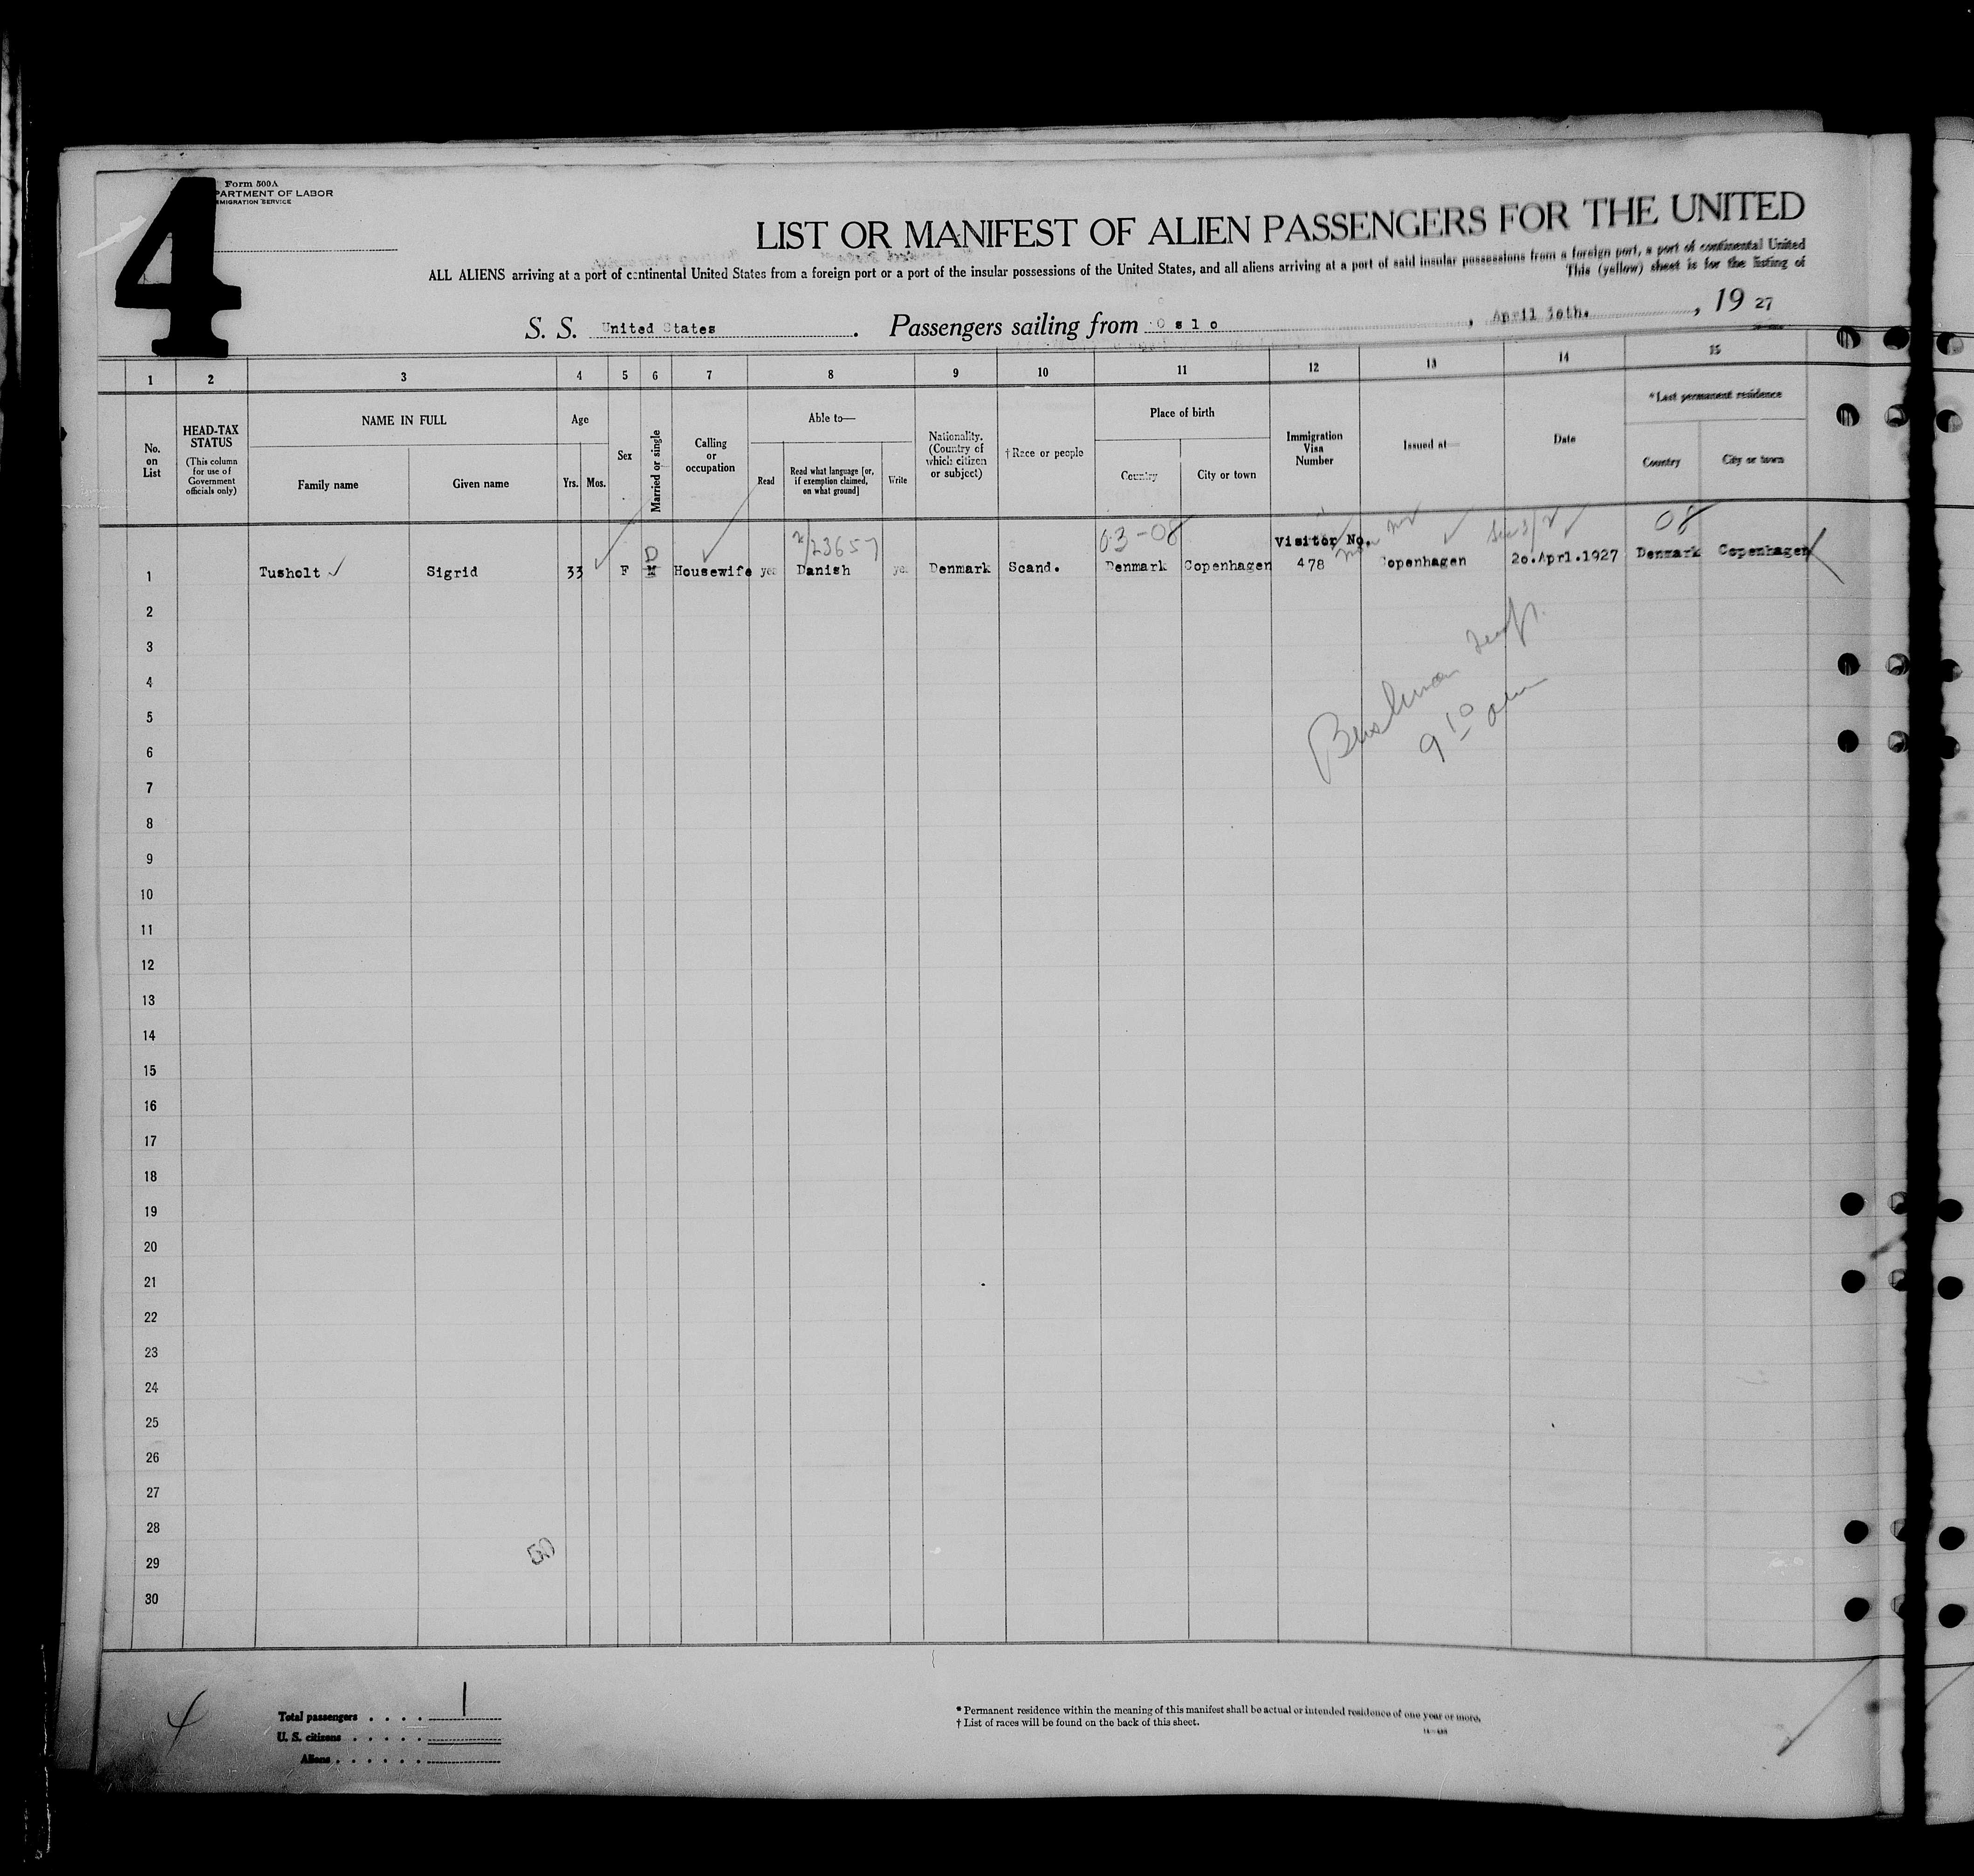 4
Form 500A
PARTMENT OF LABOR
MIGRATION SERVICE
LIST OR MANIFEST OF ALIEN PASSENGERS FOR THE UNITED
ALL ALIENS arriving at a port of continental United States from a foreign port or a port of the insular possessions of the United States, and all aliens arriving at a port of said insular possessions from a foreign port, a port of continental United
This (yellow) sheet is for the listing of
S. S. United States. Passengers sailing from Oslo, April 30th., 19 27
1 2 3 4 5 6 7 8 9 10 11 12 13 14 15
No. on List
HEAD-TAX STATUS
(This column for use of Government officials only)
NAME IN FULL
Family name Given name
Age
Yrs. Mos.
Sex
Married or single
Calling or occupation
Able to—
Read
Read what language [or, if exemption claimed, on what ground]
Write
Nationality. (Country of which citizen or subject)
†Race or people
Place of birth
Country City or town
Immigration Visa Number
Issued at—
Date
*Last permanent residence
Country City or town
2/23657 03-08 08
D Visitor No.
1 Tusholt Sigrid 33 F M Housewife yes Danish yes Denmark Scand. Denmark Copenhagen 478 Copenhagen 20.Aprl.1927 Denmark Copenhagen
2
3
4
5
6
9 10 am
7
8
9
10
11
12
13
14
15
16
17
18
19
20
21
22
23
24
25
26
27
28
50
29
30
4
Total passengers . . . . 1
U. S. citizens . . . . .
Aliens . . . . . .
* Permanent residence within the meaning of this manifest shall be actual or intended residence of one year or more.
† List of races will be found on the back of this sheet.